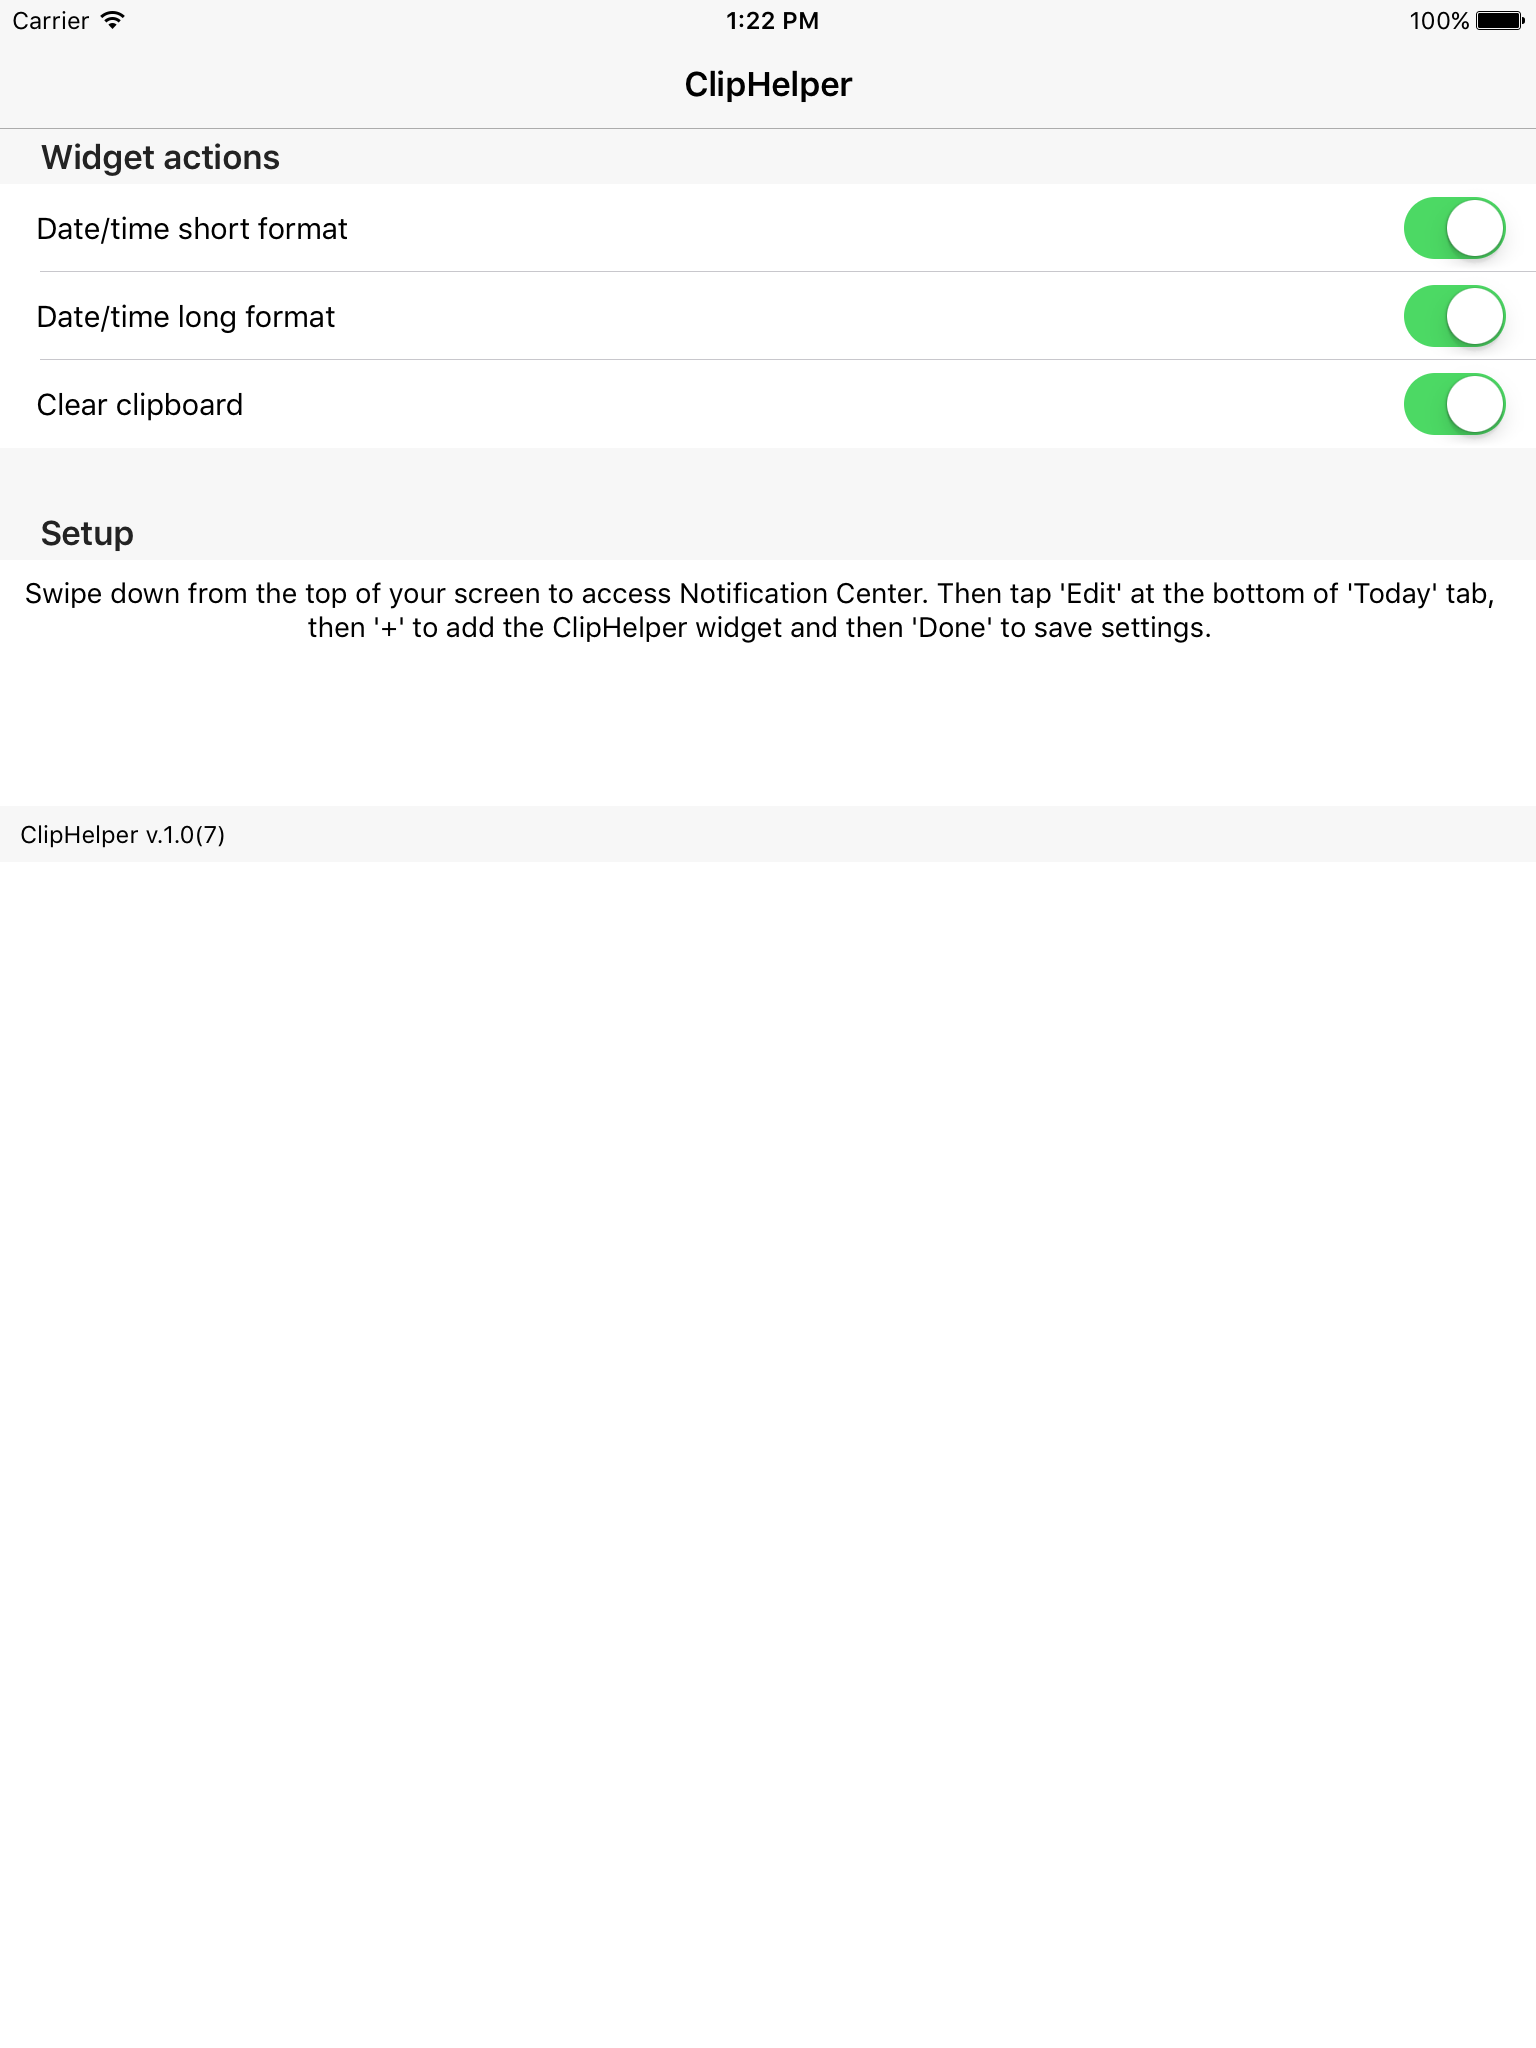 Carrier
1:22 PM
100%
ClipHelper
Widget actions
Date/time short format
Date/time long format
Clear clipboard
Setup
Swipe down from the top of your screen to access Notification Center. Then tap 'Edit' at the bottom of 'Today' tab,
then '+' to add the ClipHelper widget and then 'Done' to save settings.
ClipHelper v.1.0(7)